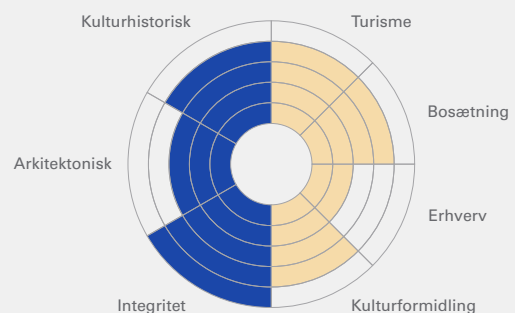 Kulturhistorisk
Turisme
Bosætning
Arkitektonisk
Erhverv
Integritet
Kulturformidling